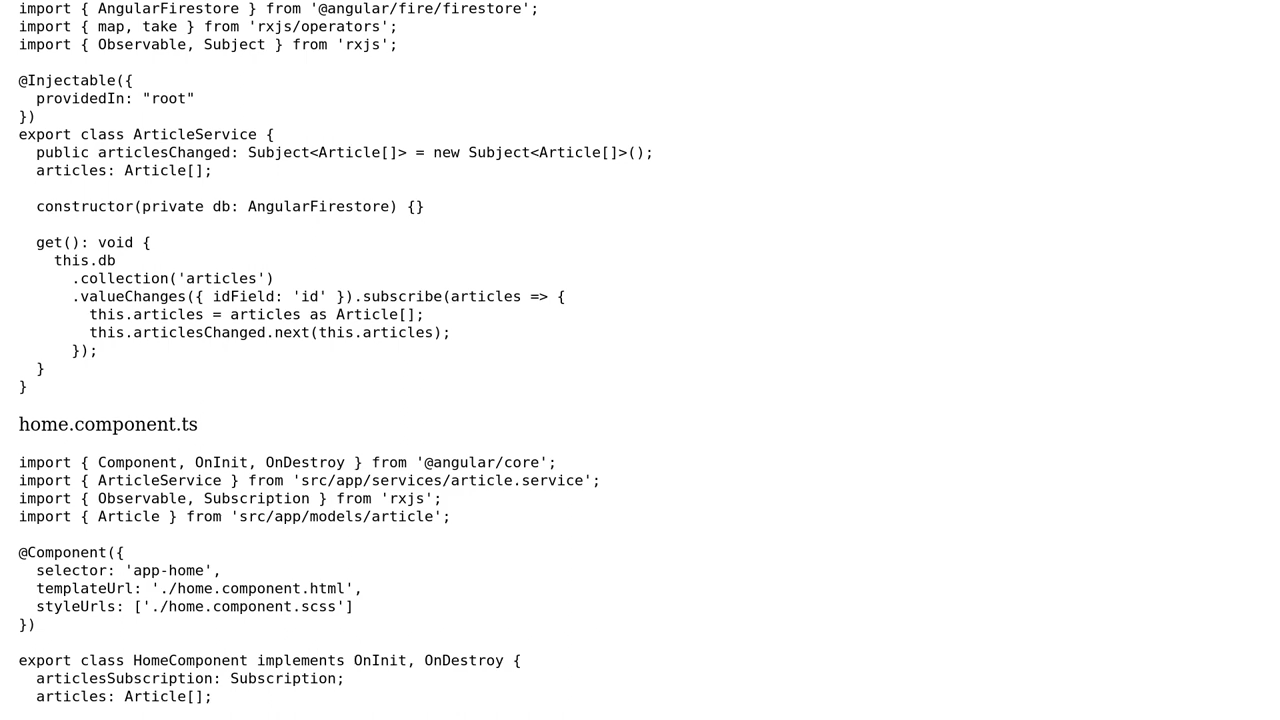 import { AngularFirestore } from '@angular/fire/firestore';
import { map, take } from 'rxjs/operators';
import { Observable, Subject } from 'rxjs';

@Injectable({
  providedIn: "root"
})
export class ArticleService {
  public articlesChanged: Subject<Article[]> = new Subject<Article[]>();
  articles: Article[];

  constructor(private db: AngularFirestore) {}

  get(): void {
    this.db
      .collection('articles')
      .valueChanges({ idField: 'id' }).subscribe(articles => {
        this.articles = articles as Article[];
        this.articlesChanged.next(this.articles);
      });
  }
}

home.component.ts

import { Component, OnInit, OnDestroy } from '@angular/core';
import { ArticleService } from 'src/app/services/article.service';
import { Observable, Subscription } from 'rxjs';
import { Article } from 'src/app/models/article';

@Component({
  selector: 'app-home',
  templateUrl: './home.component.html',
  styleUrls: ['./home.component.scss']
})

export class HomeComponent implements OnInit, OnDestroy {
  articlesSubscription: Subscription;
  articles: Article[];